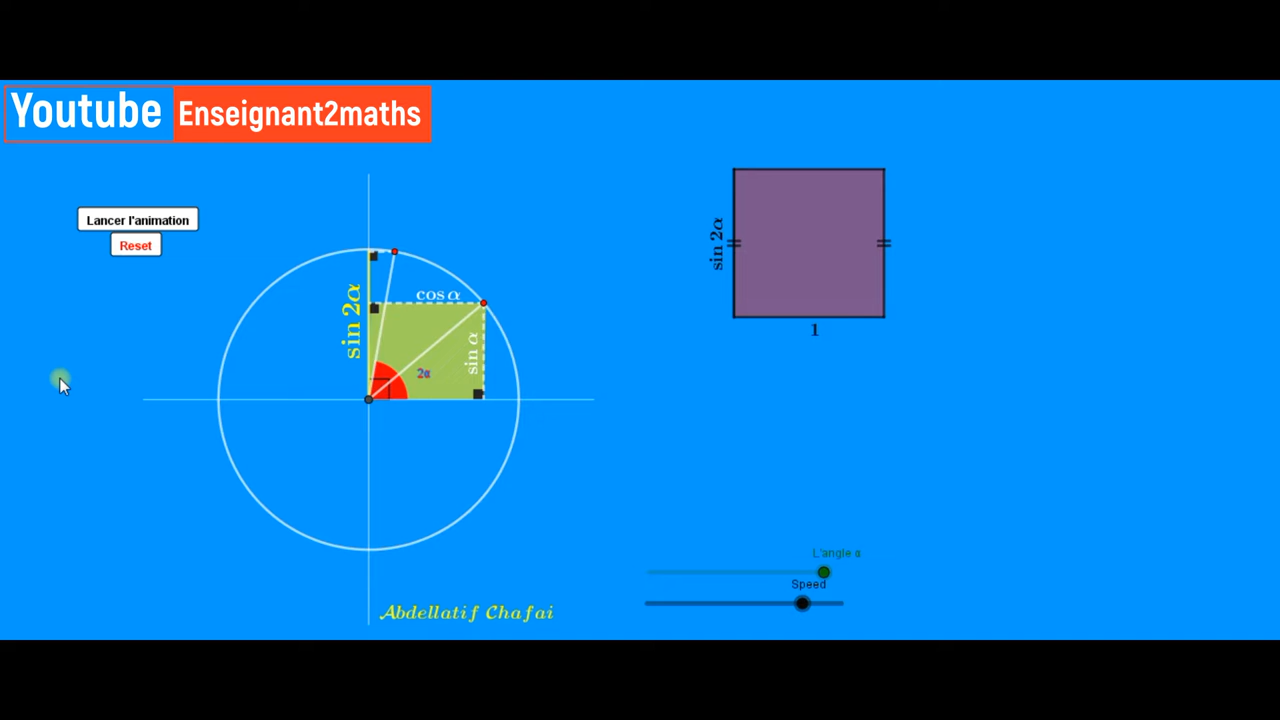 Youtube Enseignant2maths
Lancer l'animation
Reset
sin 2α
cos α
sin α
2α
sin 2α
1
L'angle α
Speed
Abdellatif Chafai